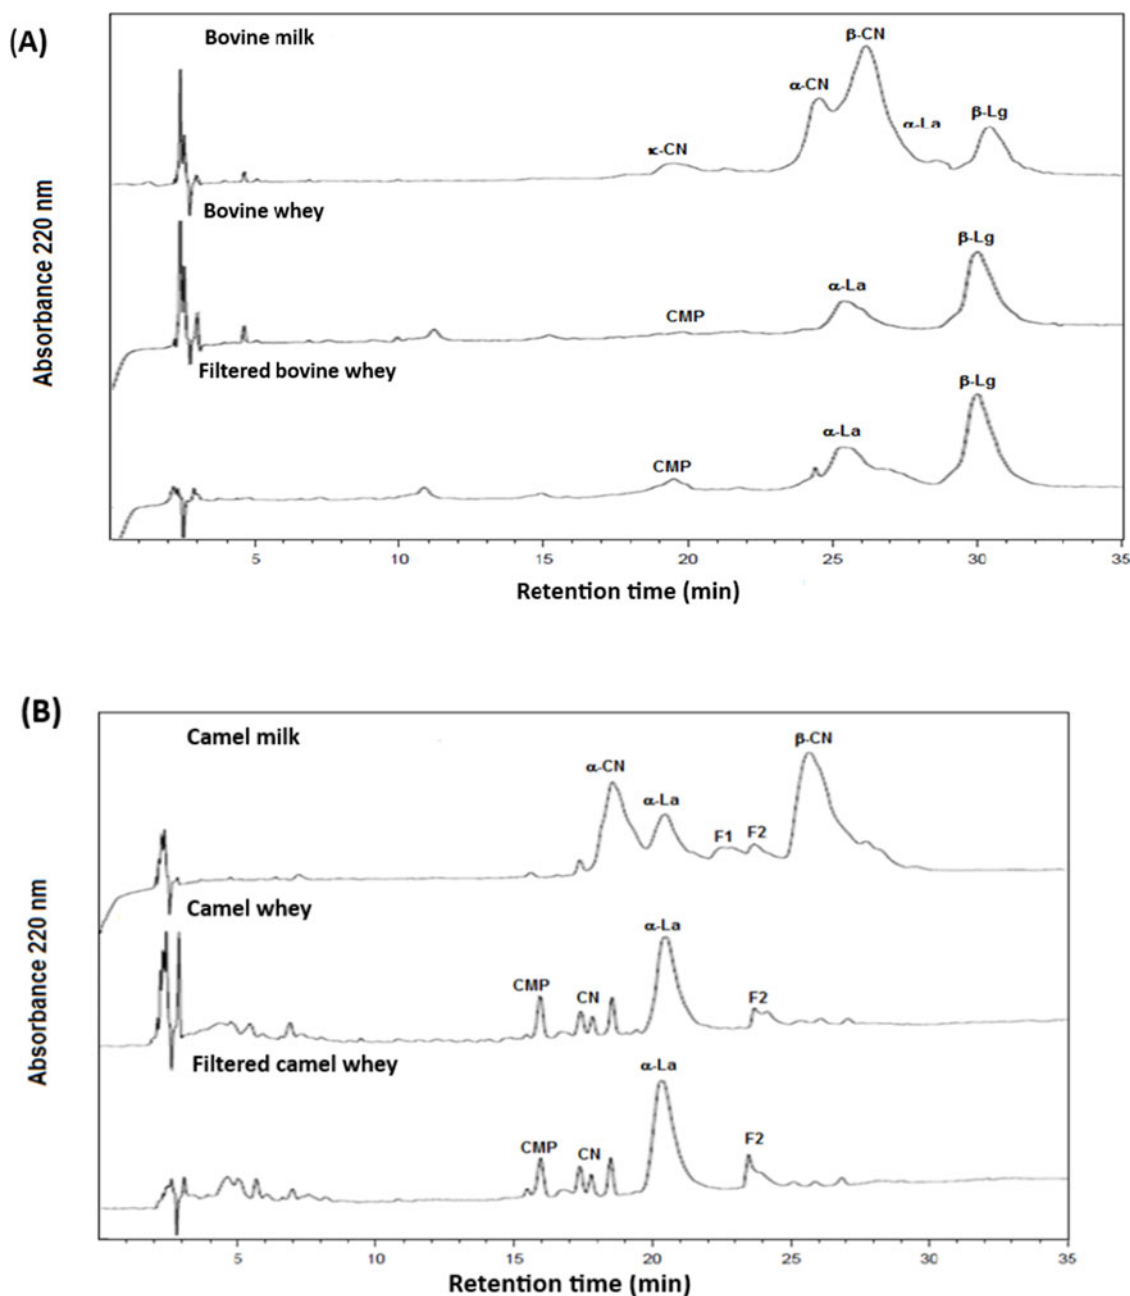 (A)
Bovine milk
κ-CN
α-CN
β-CN
α-La
β-Lg
Bovine whey
CMP
α-La
β-Lg
Filtered bovine whey
CMP
α-La
β-Lg
Absorbance 220 nm
5 10 15 20 25 30 35
Retention time (min)
(B)
Camel milk
α-CN
α-La
F1
F2
β-CN
Camel whey
CMP
CN
α-La
F2
Filtered camel whey
CMP
CN
α-La
F2
Absorbance 220 nm
5 10 15 20 25 30 35
Retention time (min)